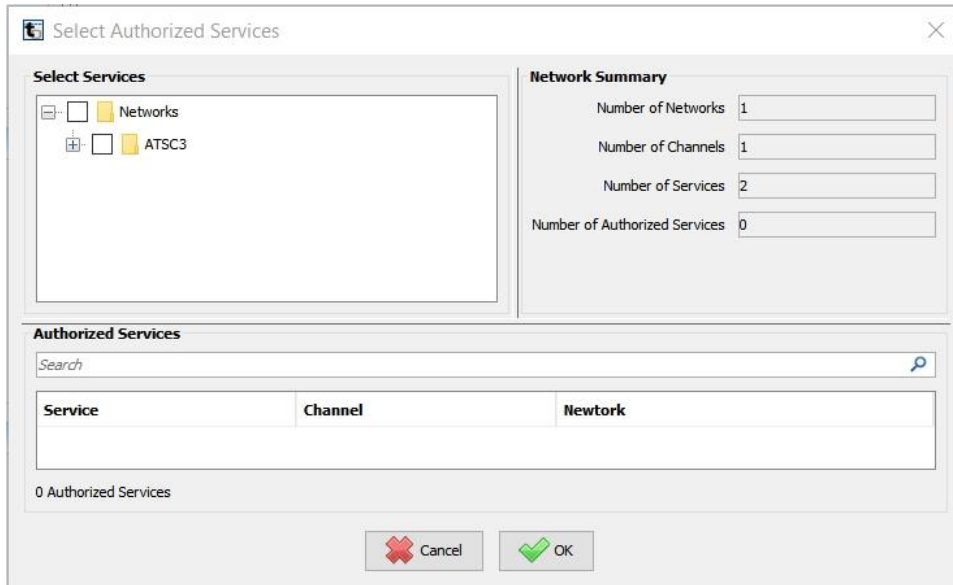 Select Authorized Services
Select Services
Networks
ATSC3
Network Summary
Number of Networks 1
Number of Channels 1
Number of Services 2
Number of Authorized Services 0
Authorized Services
Search
Service Channel Newtork
0 Authorized Services
Cancel OK